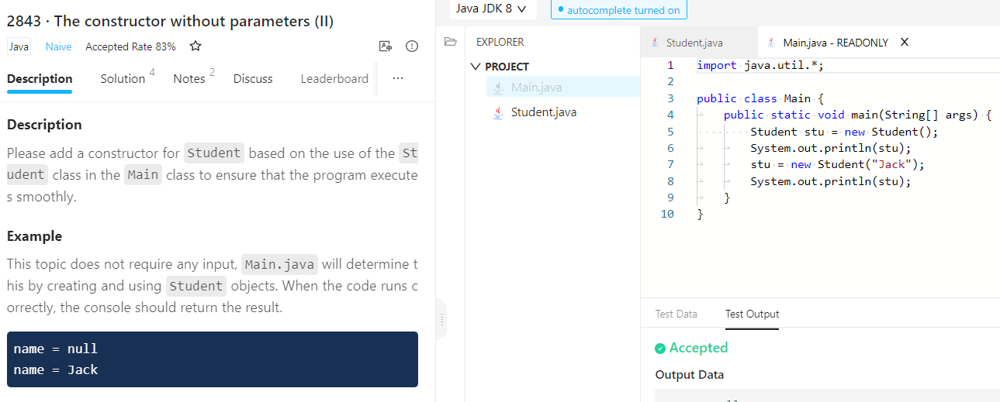 2843 · The constructor without parameters (II)
Java Naive Accepted Rate 83%
Description Solution 4 Notes 2 Discuss Leaderboard ...
Description
Please add a constructor for Student based on the use of the St
udent class in the Main class to ensure that the program execute
s smoothly.
Example
This topic does not require any input, Main.java will determine t
his by creating and using Student objects. When the code runs c
orrectly, the console should return the result.
name = null
name = Jack
Java JDK 8
autocomplete turned on
EXPLORER
PROJECT
Main.java
Student.java
Student.java Main.java - READONLY X
1 import java.util.*;
2
3 public class Main {
4 public static void main(String[] args) {
5 Student stu = new Student();
6 System.out.println(stu);
7 stu = new Student("Jack");
8 System.out.println(stu);
9 }
10 }
Test Data Test Output
Accepted
Output Data